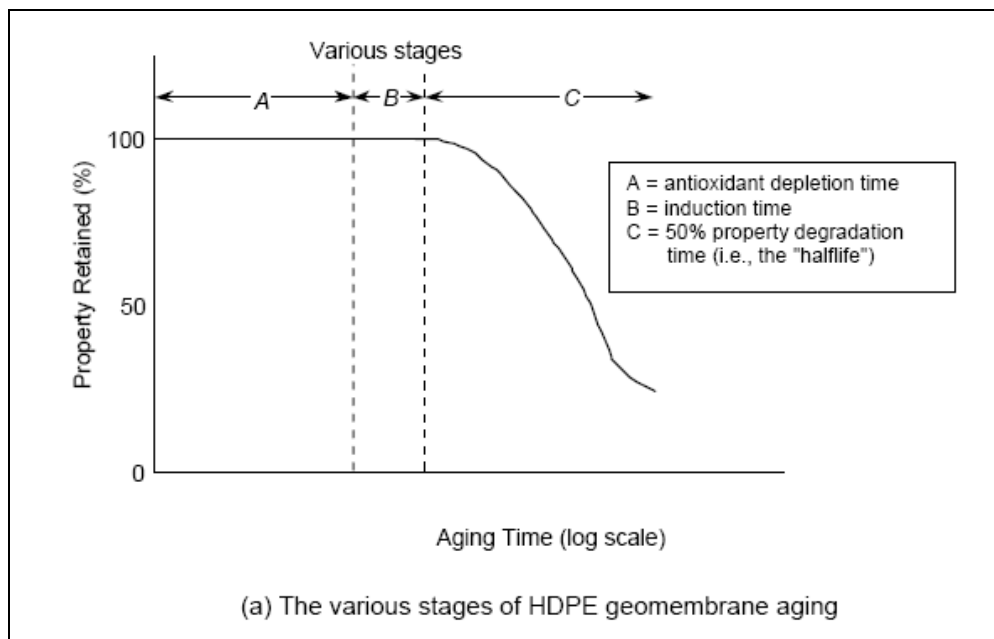 Various stages
A
B
C
100
50
0
Property Retained (%)
A = antioxidant depletion time
B = induction time
C = 50% property degradation
time (i.e., the "halflife")
Aging Time (log scale)
(a) The various stages of HDPE geomembrane aging